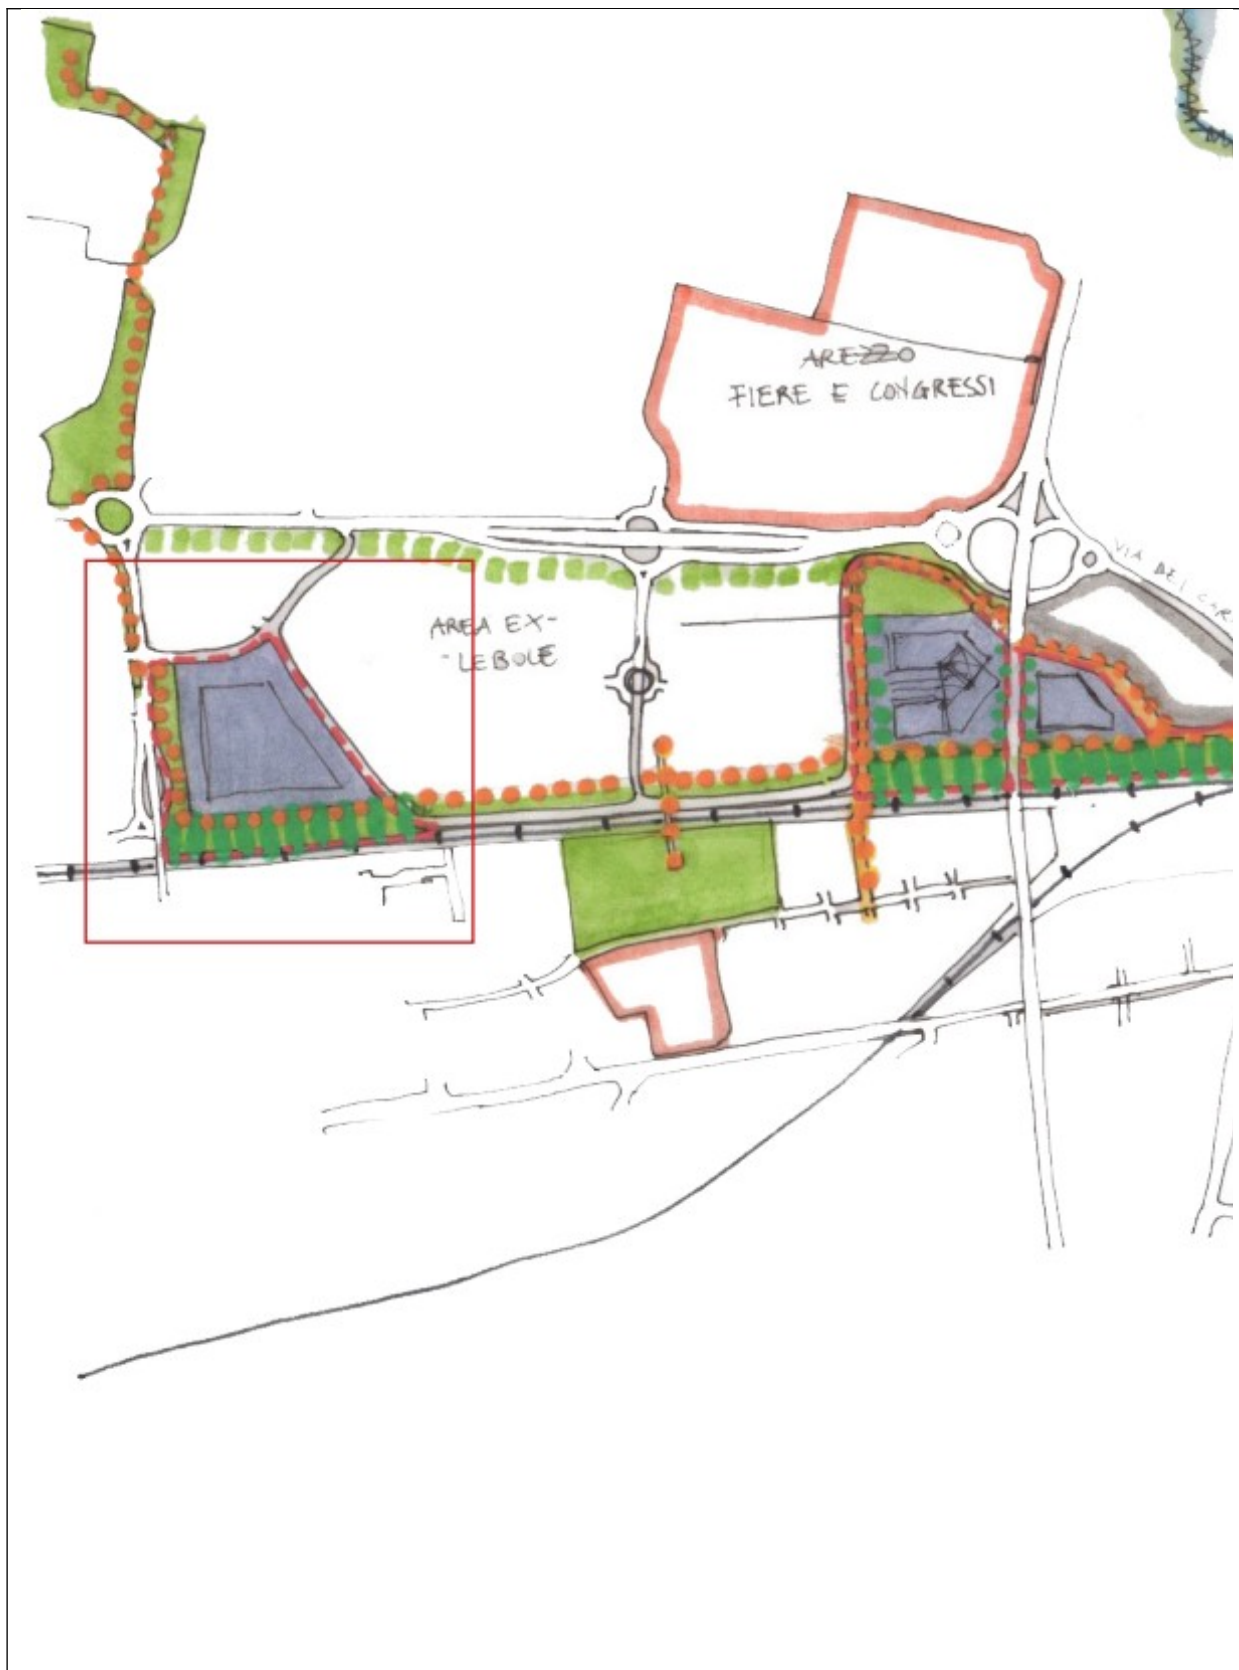 AREZZO
FIERE E CONGRESSI
VIA DEI
AREA EX-
-LEBOLE